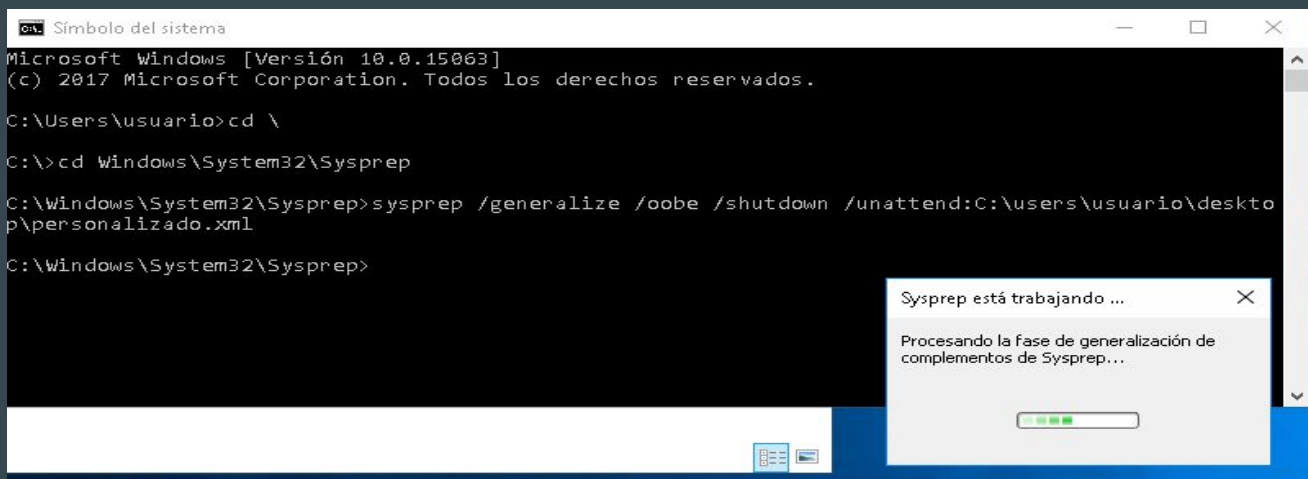 Símbolo del sistema
Microsoft Windows [Versión 10.0.15063]
(c) 2017 Microsoft Corporation. Todos los derechos reservados.
C:\Users\usuario>cd \
C:\>cd Windows\System32\Sysprep
C:\Windows\System32\Sysprep>sysprep /generalize /oobe /shutdown /unattend:C:\users\usuario\deskto
p\personalizado.xml
C:\Windows\System32\Sysprep>
Sysprep está trabajando ...
Procesando la fase de generalización de
complementos de Sysprep...